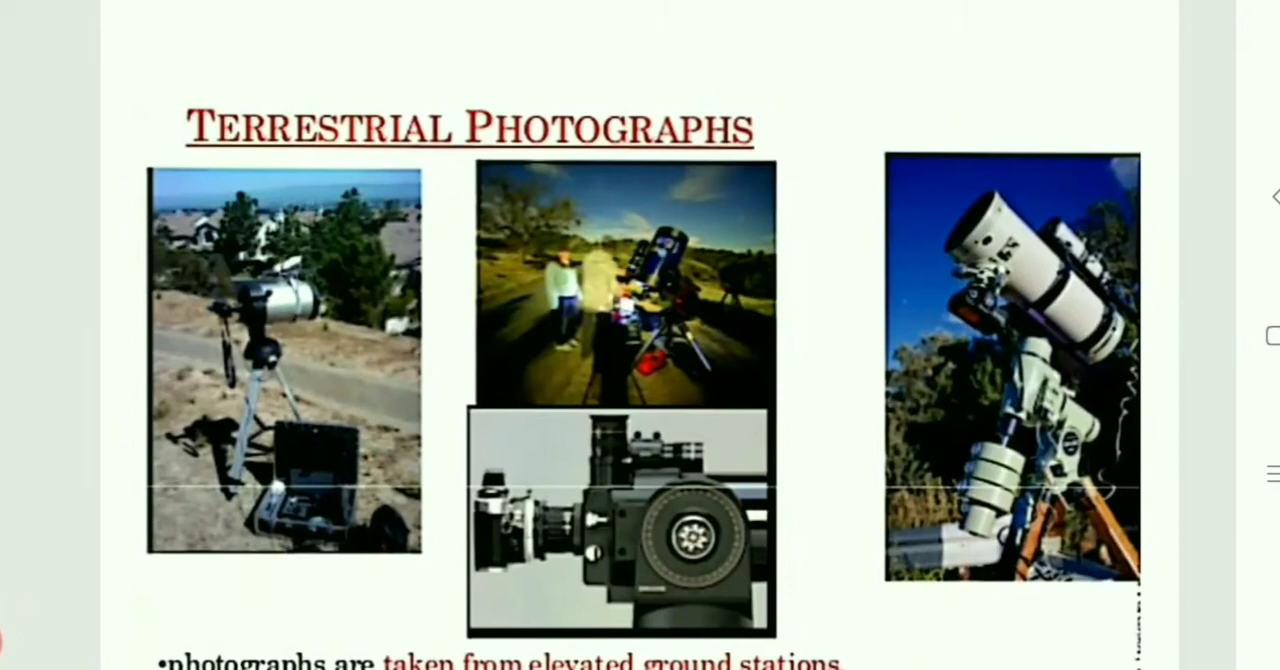 TERRESTRIAL PHOTOGRAPHS
•photographs are taken from elevated ground stations.